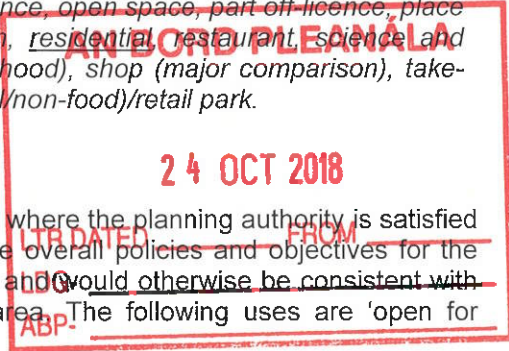 nce, open space, part off-licence, place
n, residential, restaurant, science and
AN BORD PLEANÁLA
hood), shop (major comparison), take-
l/non-food)/retail park.
24 OCT 2018
where the planning authority is satisfied
LTR DATED FROM
e overall policies and objectives for the
LDG-
and would otherwise be consistent with
area. The following uses are 'open for
ABP-